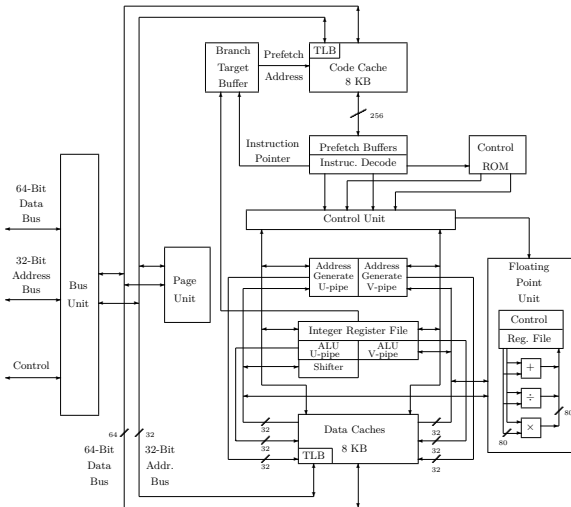 Branch
Target
Buffer
Prefetch
Address
TLB
Code Cache
8 KB
256
Instruction
Pointer
Prefetch Buffers
Instruc. Decode
Control
ROM
64-Bit
Data
Bus
32-Bit
Address
Bus
Control
Bus
Unit
Page
Unit
Control Unit
Address
Generate
U-pipe
Address
Generate
V-pipe
Floating
Point
Unit
Control
Reg. File
+
÷
×
80
80
Integer Register File
ALU
U-pipe
ALU
V-pipe
Shifter
Data Caches
8 KB
TLB
32
32
32
32
32
32
64
32
64-Bit
Data
Bus
32-Bit
Addr.
Bus